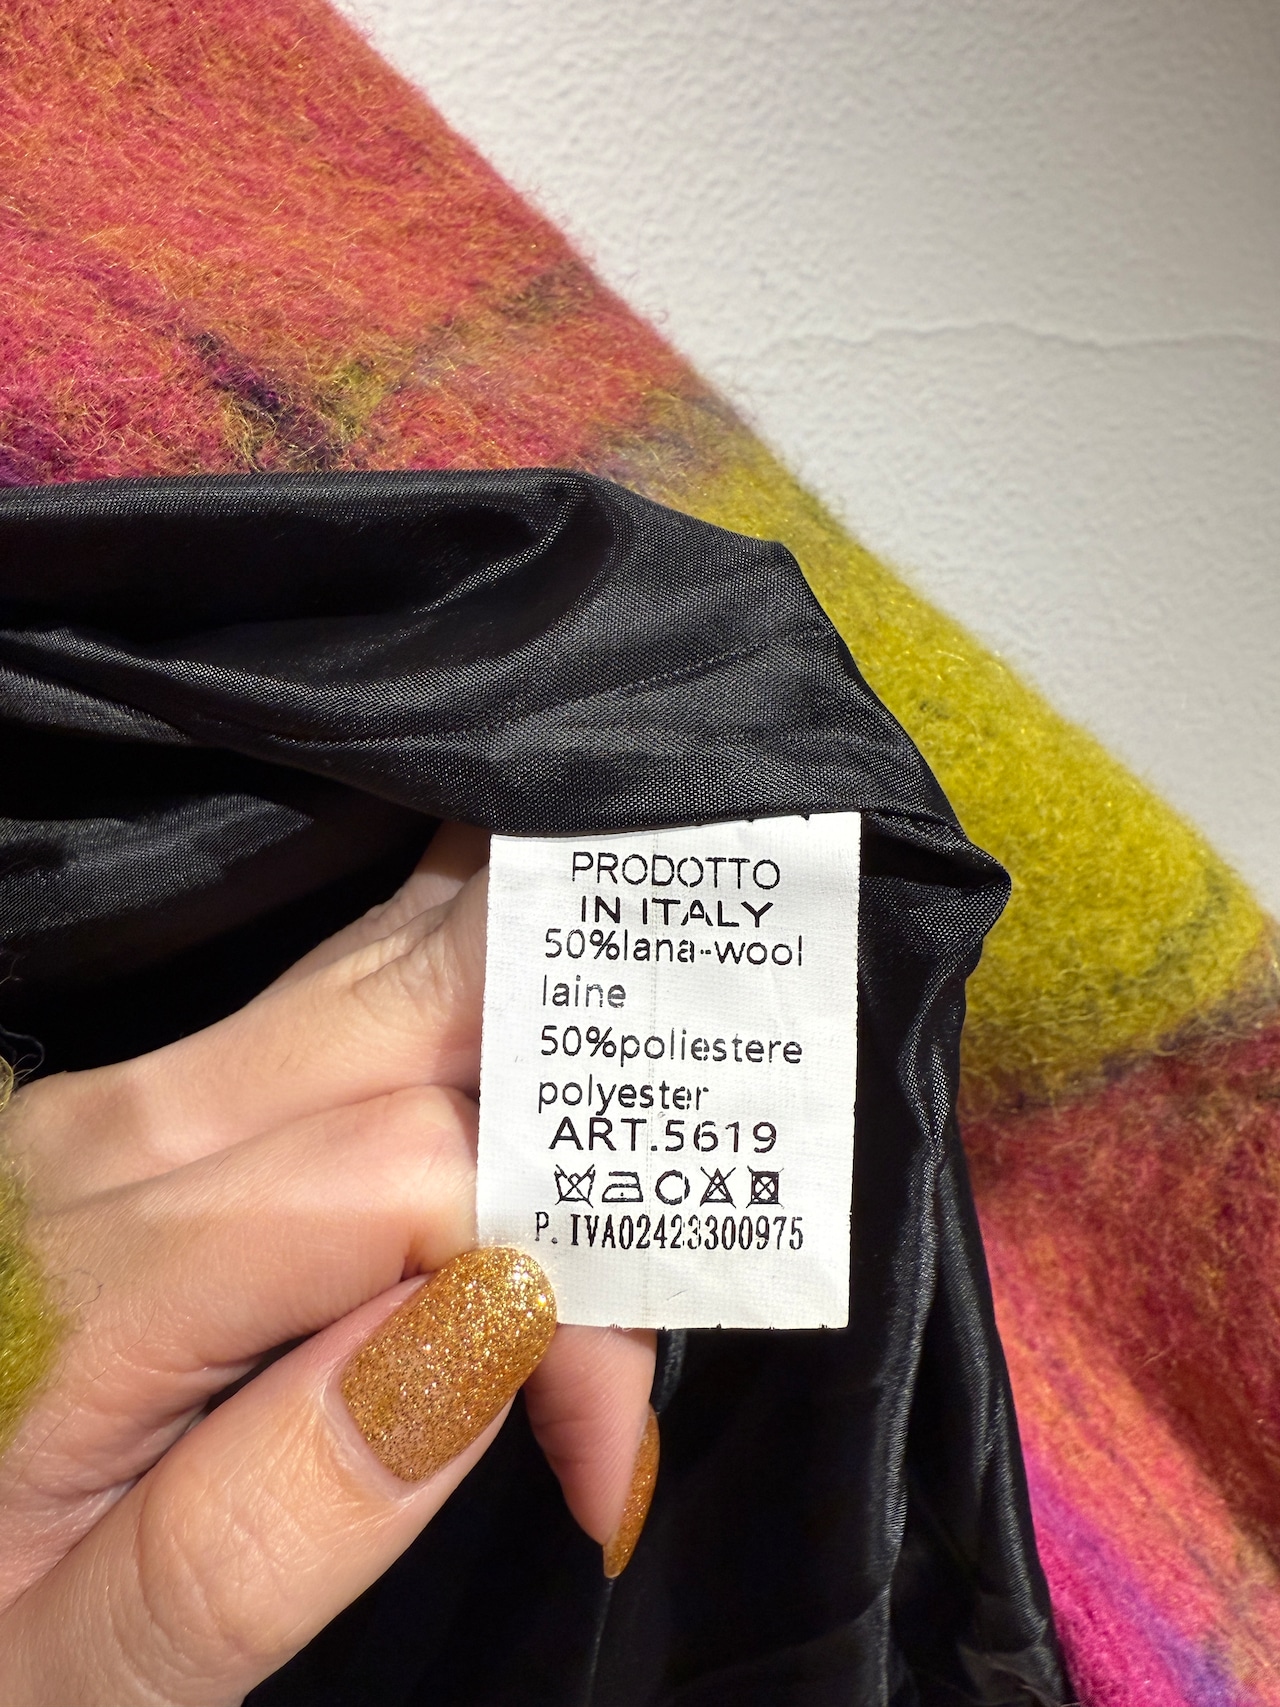 PRODOTTO
IN ITALY
50%lana-wool
laine
50%poliestere
polyester
ART.5619
P. IVA02423300975